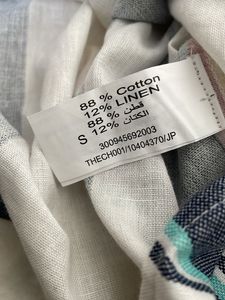 88 % Cotton
12% LINEN
88 % قطن
S 12% الكتان
300945692003
THECH001/10404370/JP